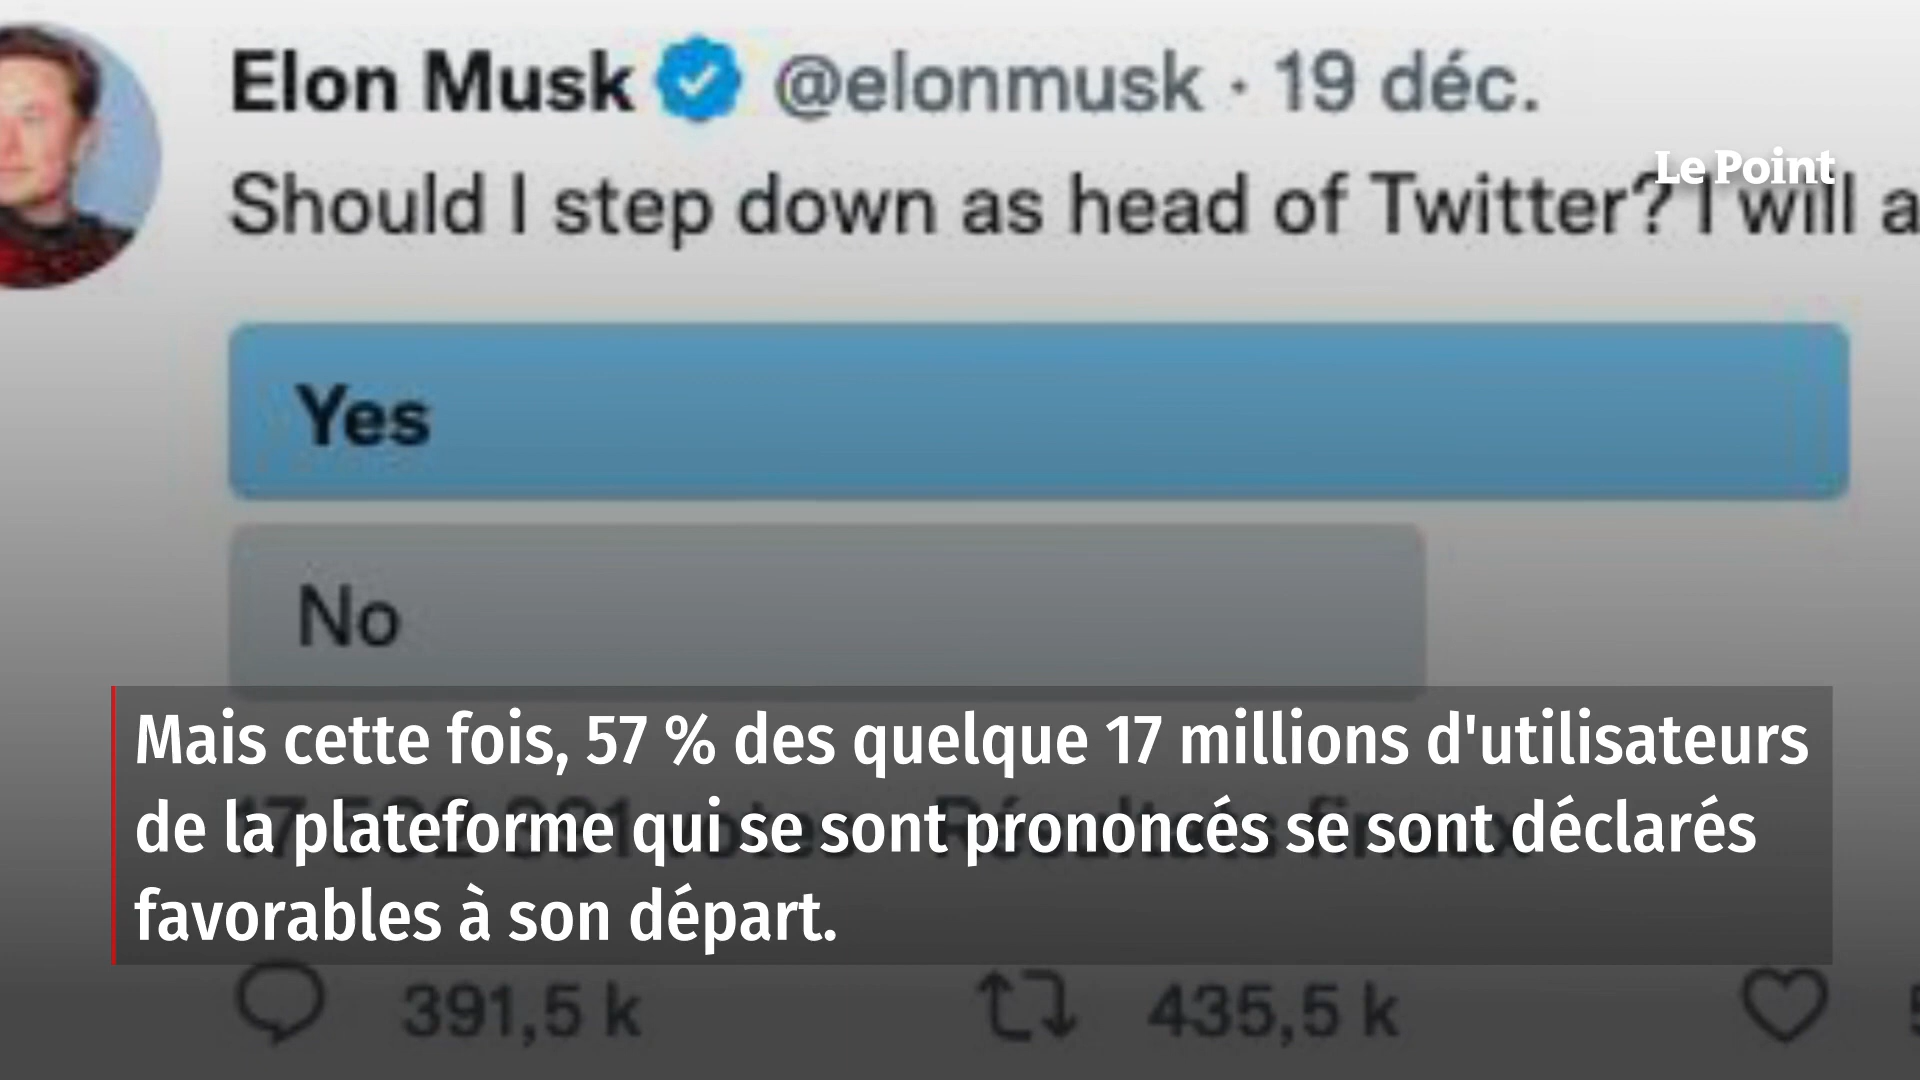 Elon Musk @elonmusk · 19 déc.
Le Point
Should I step down as head of Twitter? I will a
Yes
No
Mais cette fois, 57 % des quelque 17 millions d'utilisateurs
de la plateforme qui se sont prononcés se sont déclarés
favorables à son départ.
391,5 k 435,5 k